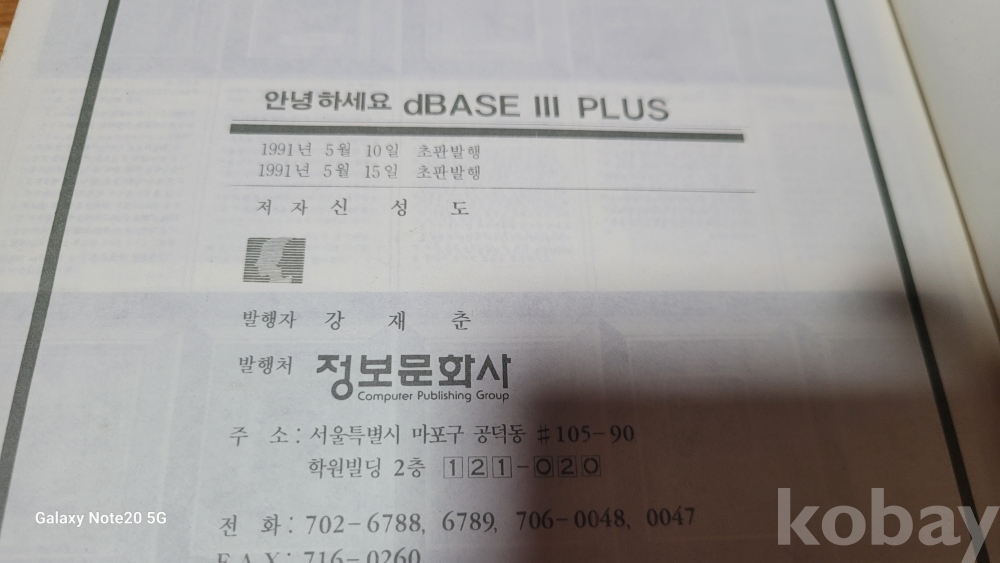 안녕하세요 dBASE III PLUS
1991년 5월 10일 초판발행
1991년 5월 15일 초판발행
저 자 신 성 도
발행자 강 재 춘
발행처 정보문화사
Computer Publishing Group
주 소: 서울특별시 마포구 공덕동 #105-90
학원빌딩 2층 121-020
전 화: 702-6788, 6789, 706-0048, 0047
FAX: 716-0260
Galaxy Note20 5G
kobay